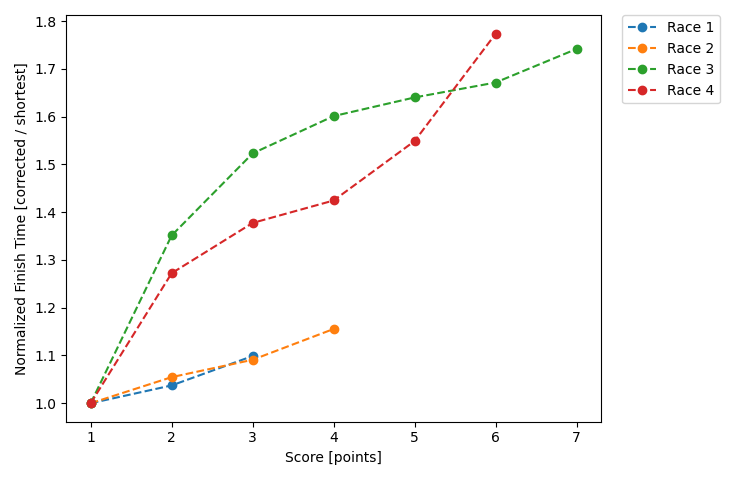 1.8
1.7
1.6
1.5
1.4
1.3
1.2
1.1
1.0
Normalized Finish Time [corrected / shortest]
1 2 3 4 5 6 7
Score [points]
Race 1
Race 2
Race 3
Race 4